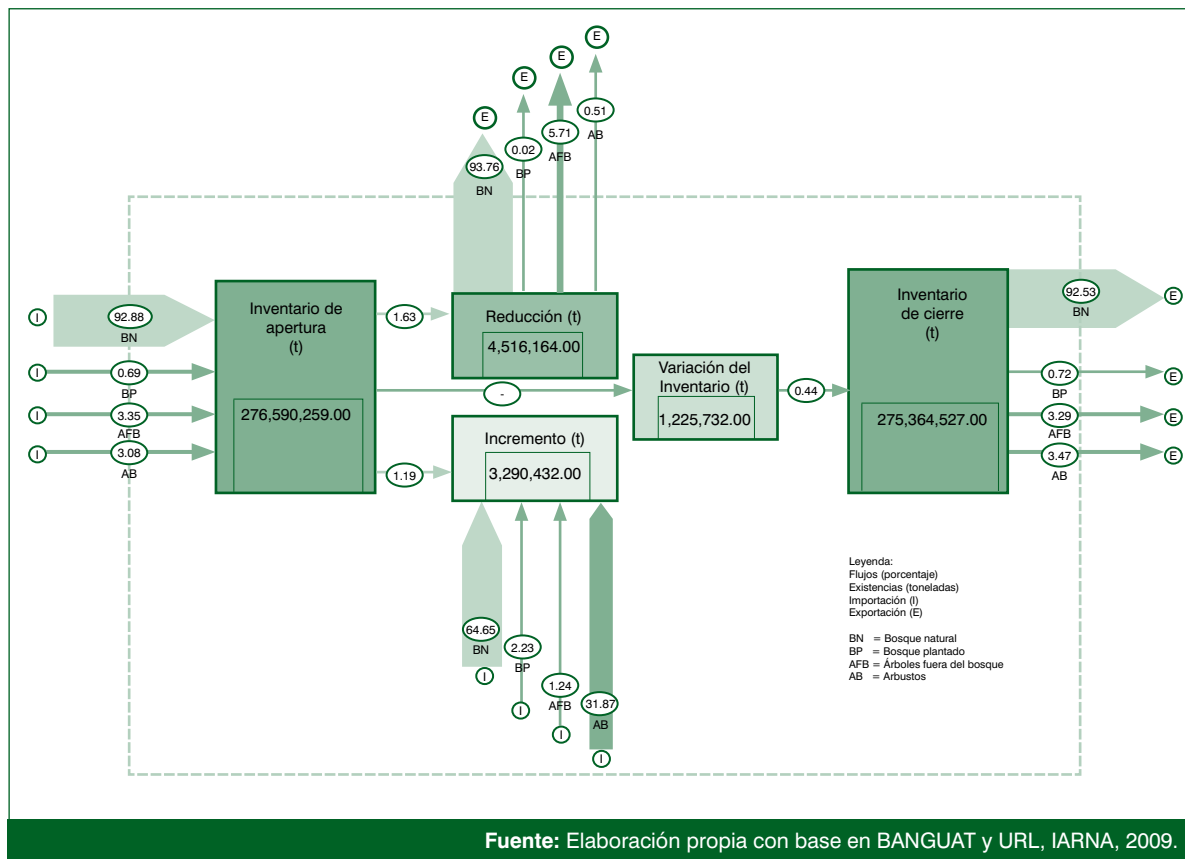 E
E
E
E
0.51
AB
5.71
AFB
0.02
BP
93.76
BN
I
92.88
BN
I
0.69
BP
I
3.35
AFB
I
3.08
AB
Inventario de
apertura
(t)
276,590,259.00
1.63
Reducción (t)
4,516,164.00
-
Variación del
Inventario (t)
1,225,732.00
0.44
Incremento (t)
3,290,432.00
1.19
Inventario
de cierre
(t)
275,364,527.00
92.53
BN
E
0.72
BP
E
3.29
AFB
E
3.47
AB
E
64.65
BN
I
2.23
BP
I
1.24
AFB
I
31.87
AB
I
Leyenda:
Flujos (porcentaje)
Existencias (toneladas)
Importación (I)
Exportación (E)
BN = Bosque natural
BP = Bosque plantado
AFB = Árboles fuera del bosque
AB = Arbustos
Fuente: Elaboración propia con base en BANGUAT y URL, IARNA, 2009.